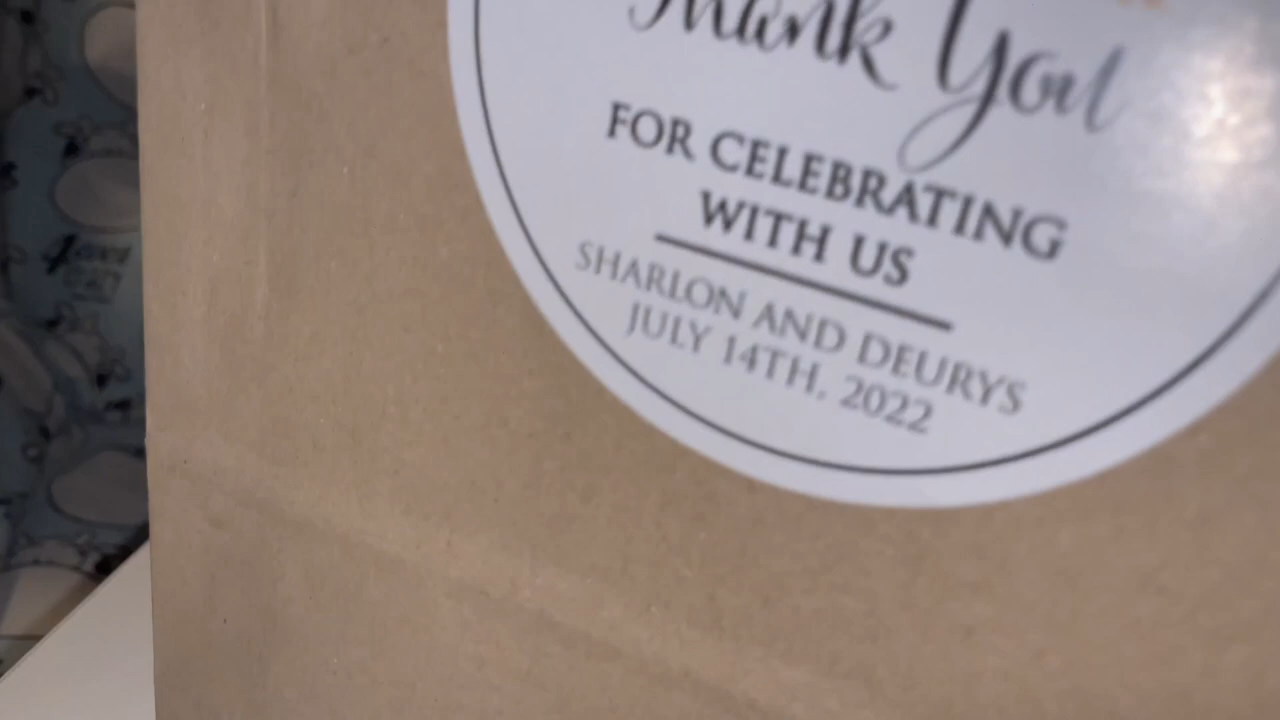 Thank You
FOR CELEBRATING
WITH US
SHARLON AND DEURYS
JULY 14TH, 2022